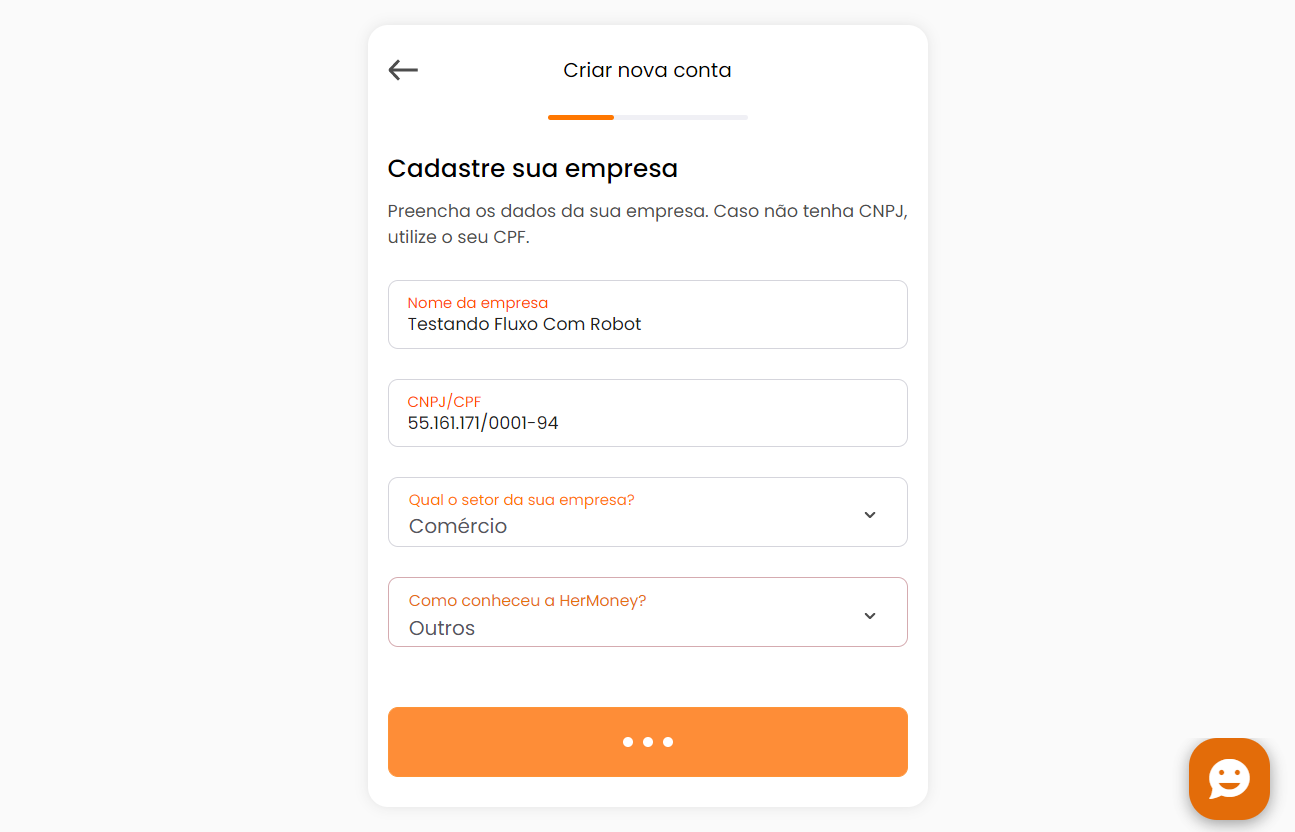 Criar nova conta
Cadastre sua empresa
Preencha os dados da sua empresa. Caso não tenha CNPJ,
utilize o seu CPF.
Nome da empresa
Testando Fluxo Com Robot
CNPJ/CPF
55.161.171/0001-94
Qual o setor da sua empresa?
Comércio
Como conheceu a HerMoney?
Outros